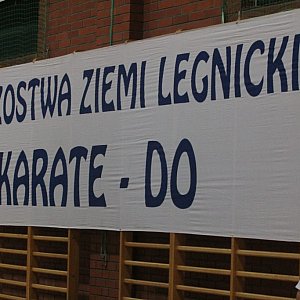 ZOSTWA ZIEMI LEGNICKI
KARATE - DO